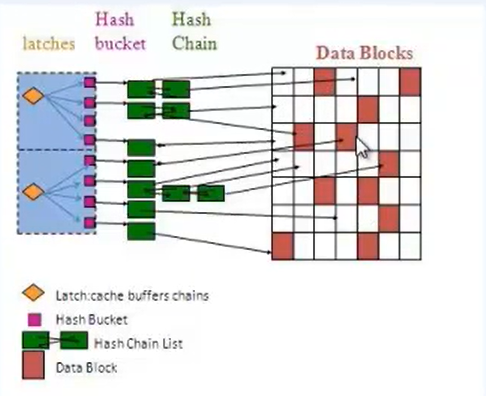 latches
Hash bucket
Hash Chain
Data Blocks
Latch:cache buffers chains
Hash Bucket
Hash Chain List
Data Block